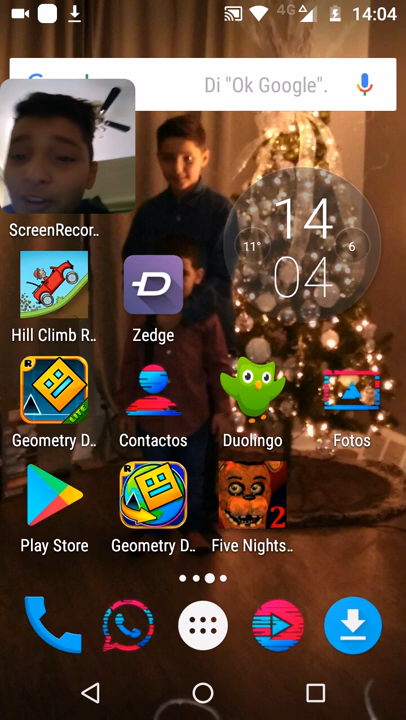 4G
14:04
Di "Ok Google".
ScreenRecor..
14
11°
6
04
Hill Climb R..
Zedge
Geometry D..
Contactos
Duolingo
Fotos
Play Store
Geometry D..
2
Five Nights..